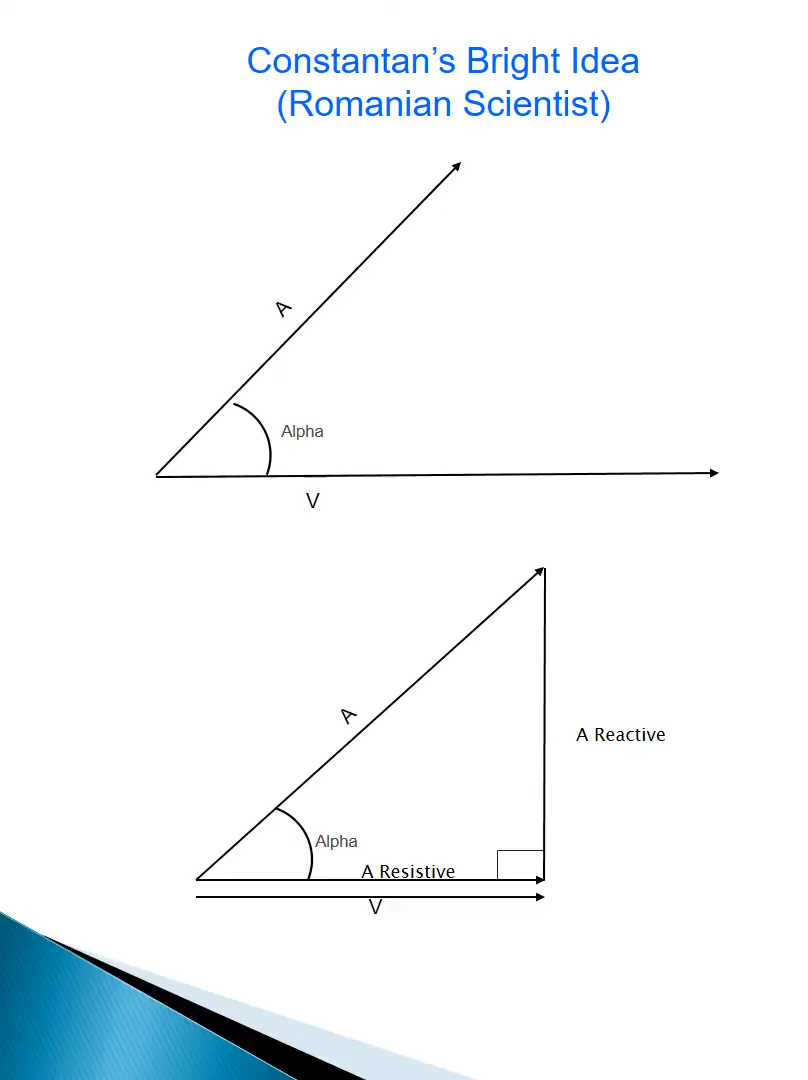 Constantan’s Bright Idea
(Romanian Scientist)
A
Alpha
V
A
A Reactive
Alpha
A Resistive
V